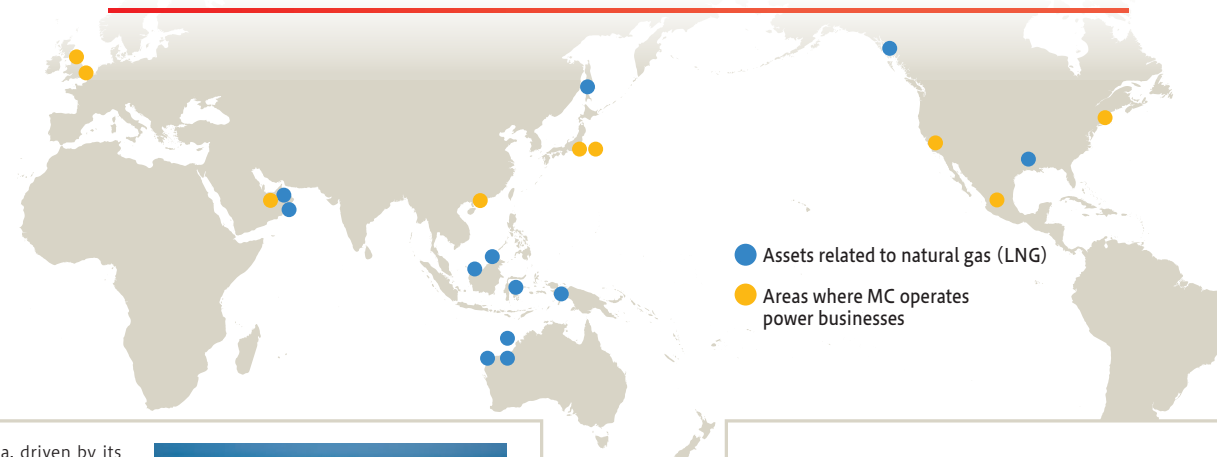 Assets related to natural gas (LNG)
Areas where MC operates
power businesses
a, driven by its